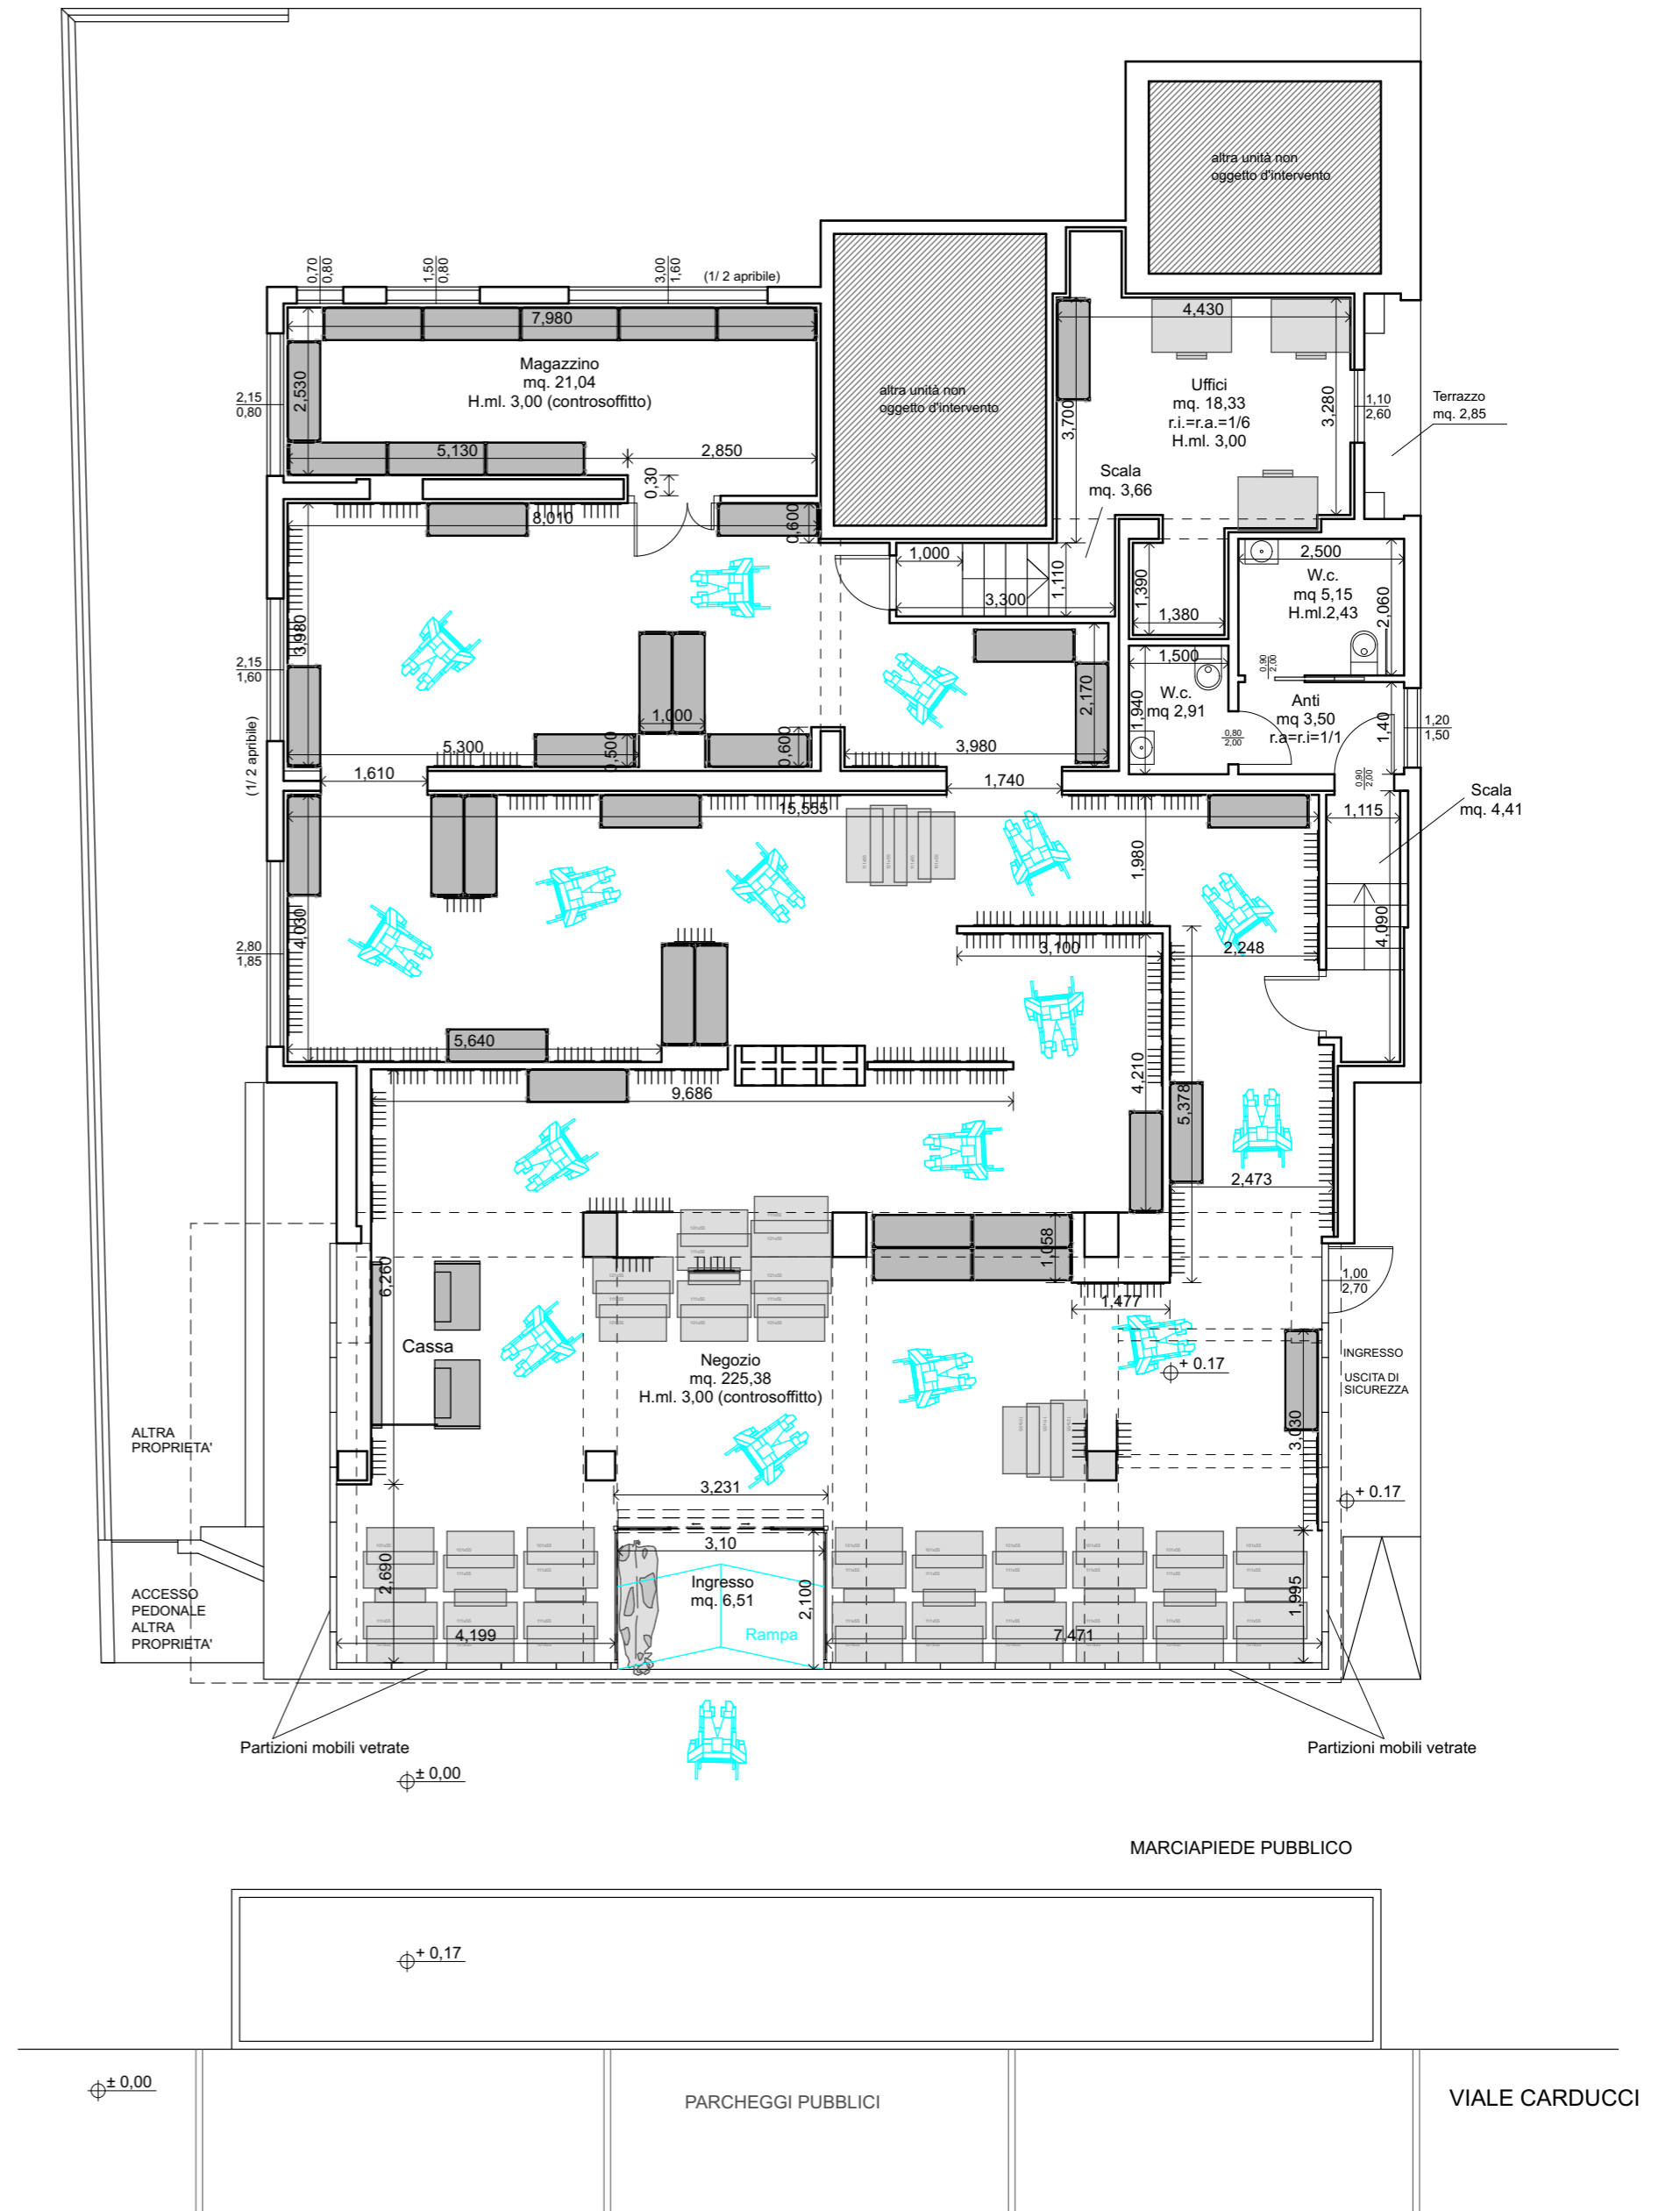 altra unità non
oggetto d'intervento
0,70
0,80
1,50
0,80
3,00
1,60
(1/ 2 apribile)
7,980
Magazzino
mq. 21,04
H.ml. 3,00 (controsoffitto)
2,530
2,15
0,80
5,130
2,850
0,30
altra unità non
oggetto d'intervento
4,430
Uffici
mq. 18,33
r.i.=r.a.=1/6
H.ml. 3,00
3,700
3,280
1,10
2,60
Terrazzo
mq. 2,85
Scala
mq. 3,66
8,010
0,600
1,000
3,300
1,110
1,390
1,380
2,500
W.c.
mq 5,15
H.ml.2,43
2,060
3,980
2,15
1,60
(1/ 2 apribile)
1,000
5,300
0,500
0,600
3,980
2,170
1,500
W.c.
mq 2,91
1,940
0,90
2,00
Anti
mq 3,50
r.a=r.i=1/1
0,80
2,00
1,40
1,20
1,50
0,90
2,00
1,610
1,740
15,555
1,115
Scala
mq. 4,41
1,980
4,030
2,80
1,85
3,100
2,248
4,090
5,640
9,686
4,210
5,378
2,473
1,058
6,260
1,477
1,00
2,70
Cassa
Negozio
mq. 225,38
H.ml. 3,00 (controsoffitto)
+ 0.17
INGRESSO
USCITA DI
SICUREZZA
3,030
ALTRA
PROPRIETA'
3,231
+ 0.17
3,10
Ingresso
mq. 6,51
2,100
Rampa
2,690
4,199
7,471
1,995
ACCESSO
PEDONALE
ALTRA
PROPRIETA'
Partizioni mobili vetrate
Partizioni mobili vetrate
± 0,00
MARCIAPIEDE PUBBLICO
+ 0,17
± 0,00
PARCHEGGI PUBBLICI
VIALE CARDUCCI